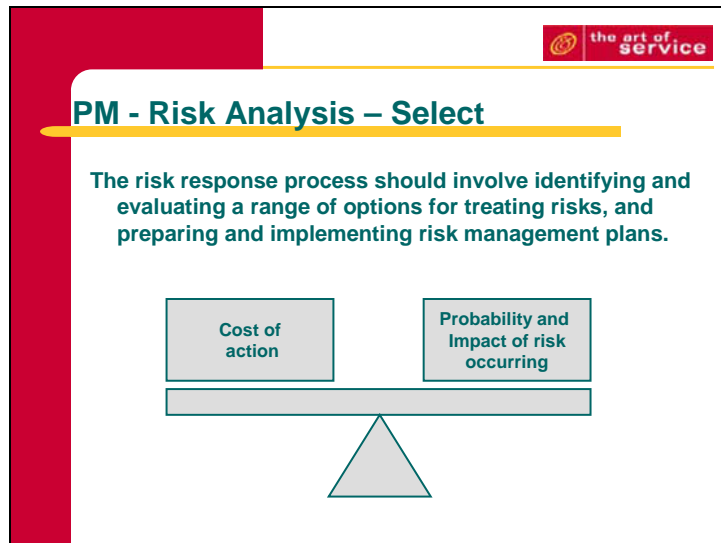 the art of
service
PM - Risk Analysis – Select
The risk response process should involve identifying and
evaluating a range of options for treating risks, and
preparing and implementing risk management plans.
Cost of
action
Probability and
Impact of risk
occurring